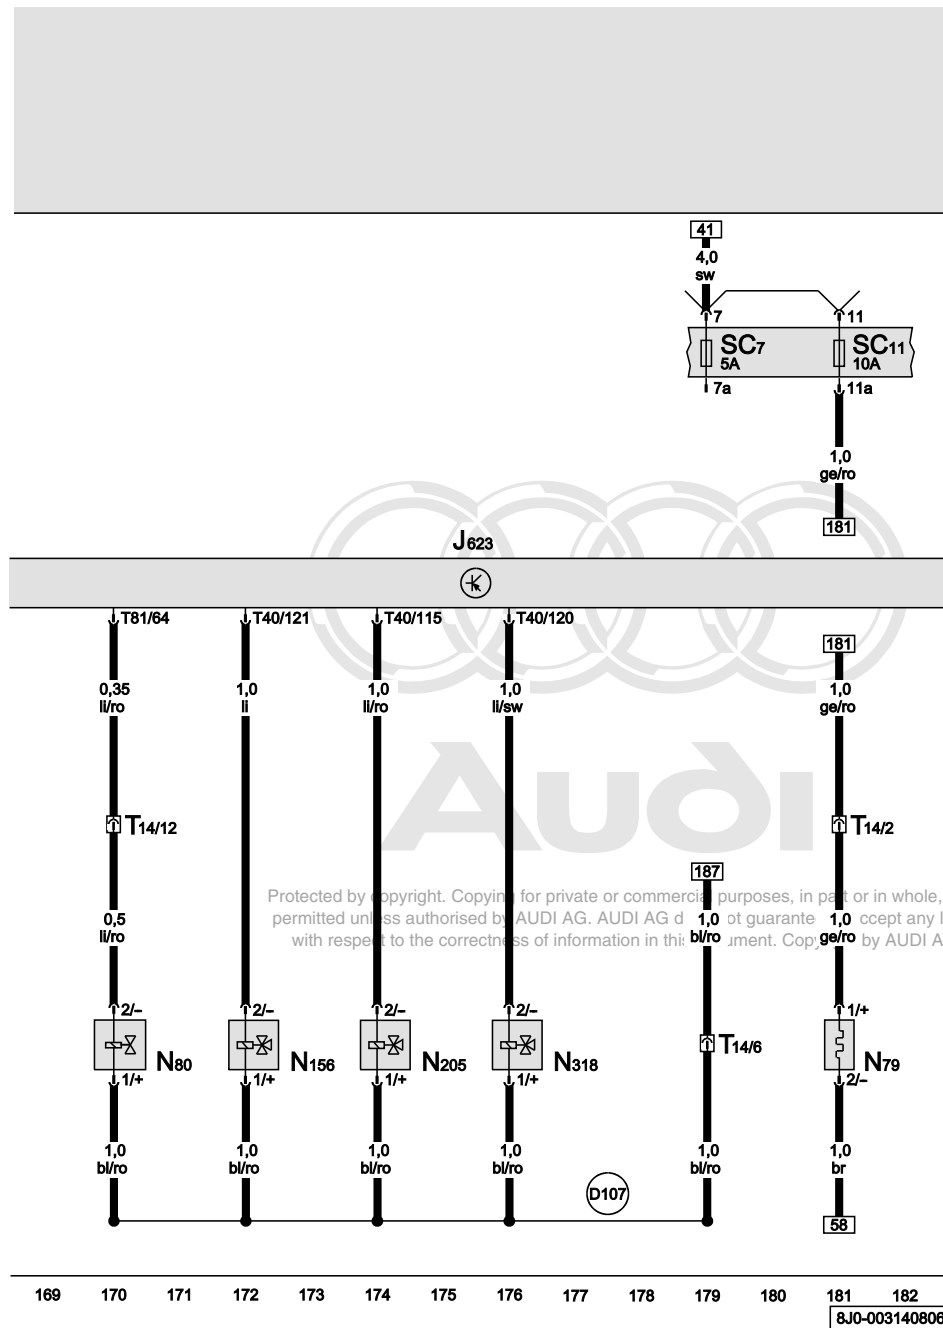 41
4,0
sw
7 11
SC7 SC11
5A 10A
7a 11a
1,0
ge/ro
181
J623
T81/64 T40/121 T40/115 T40/120
181
0,35 1,0 1,0 1,0 1,0
li/ro li li/ro li/sw ge/ro
Audi
T14/12 T14/2
187
Protected by copyright. Copying for private or commercial purposes, in part or in whole,
permitted unless authorised by AUDI AG. AUDI AG d ot guarante ccept any l
with respect to the correctness of information in this ument. Copy by AUDI A
0,5 1,0 1,0
li/ro bl/ro ge/ro
2/– 2/– 2/– 2/– 1/+
N80 N156 N205 N318 T14/6 N79
1/+ 1/+ 1/+ 1/+ 2/–
1,0 1,0 1,0 1,0 1,0 1,0
bl/ro bl/ro bl/ro bl/ro bl/ro br
D107
58
169 170 171 172 173 174 175 176 177 178 179 180 181 182
8J0-003140806